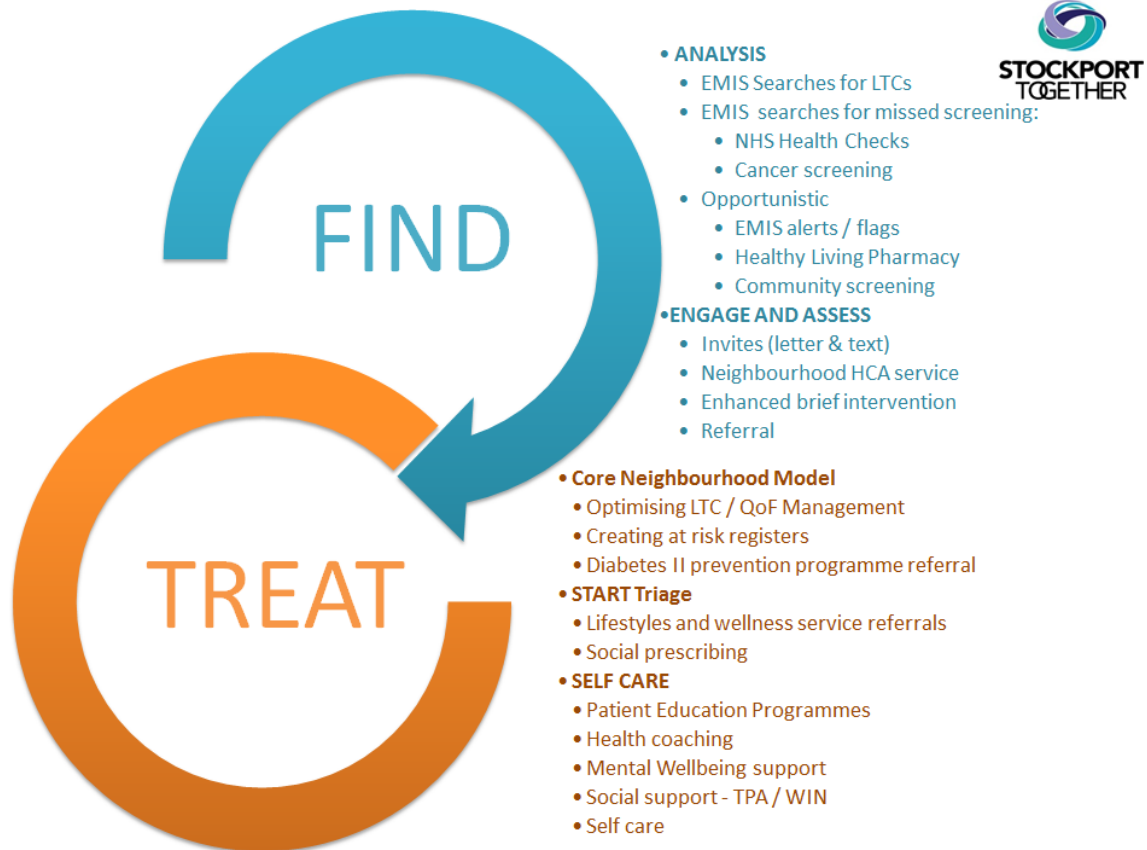 STOCKPORT
TOGETHER
FIND
• ANALYSIS
• EMIS Searches for LTCs
• EMIS searches for missed screening:
• NHS Health Checks
• Cancer screening
• Opportunistic
• EMIS alerts / flags
• Healthy Living Pharmacy
• Community screening
•ENGAGE AND ASSESS
• Invites (letter & text)
• Neighbourhood HCA service
• Enhanced brief intervention
• Referral
TREAT
• Core Neighbourhood Model
• Optimising LTC / QoF Management
• Creating at risk registers
• Diabetes II prevention programme referral
• START Triage
• Lifestyles and wellness service referrals
• Social prescribing
• SELF CARE
• Patient Education Programmes
• Health coaching
• Mental Wellbeing support
• Social support - TPA / WIN
• Self care